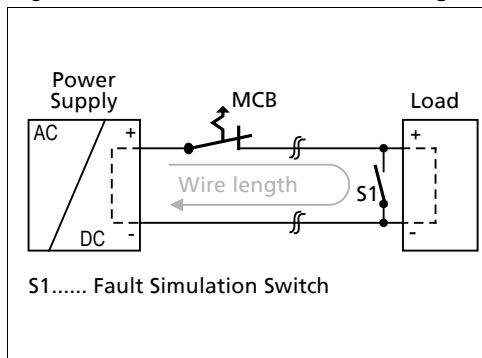 Power
Supply
MCB
Load
AC
+
+
Wire length
S1
-
-
DC
S1...... Fault Simulation Switch